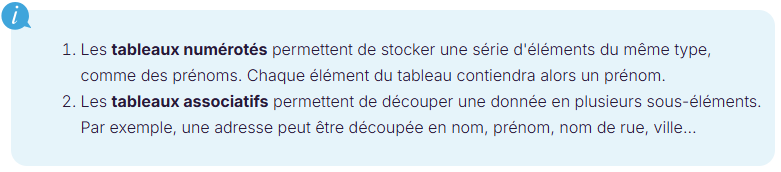 i
1. Les tableaux numérotés permettent de stocker une série d'éléments du même type,
comme des prénoms. Chaque élément du tableau contiendra alors un prénom.
2. Les tableaux associatifs permettent de découper une donnée en plusieurs sous-éléments.
Par exemple, une adresse peut être découpée en nom, prénom, nom de rue, ville...